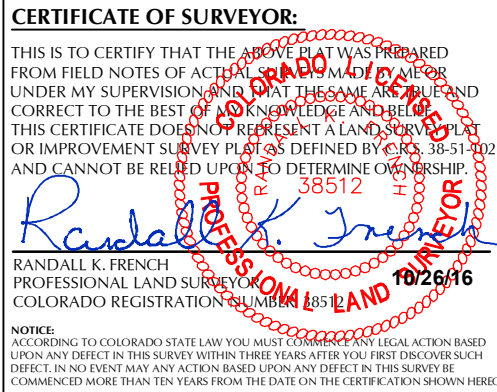 CERTIFICATE OF SURVEYOR:
THIS IS TO CERTIFY THAT THE ABOVE PLAT WAS PREPARED
FROM FIELD NOTES OF ACTUAL SURVEYS MADE BY ME OR
UNDER MY SUPERVISION AND THAT THE SAME ARE TRUE AND
CORRECT TO THE BEST OF MY KNOWLEDGE AND BELIEF.
THIS CERTIFICATE DOES NOT REPRESENT A LAND SURVEY PLAT
OR IMPROVEMENT SURVEY PLAT AS DEFINED BY C.R.S. 38-51-102
AND CANNOT BE RELIED UPON TO DETERMINE OWNERSHIP.
COLORADO LICENSED
RANDALL K. FRENCH
38512
PROFESSIONAL LAND SURVEYOR
Randall K. French
10/26/16
RANDALL K. FRENCH
PROFESSIONAL LAND SURVEYOR
COLORADO REGISTRATION NUMBER 38512
NOTICE:
ACCORDING TO COLORADO STATE LAW YOU MUST COMMENCE ANY LEGAL ACTION BASED
UPON ANY DEFECT IN THIS SURVEY WITHIN THREE YEARS AFTER YOU FIRST DISCOVER SUCH
DEFECT. IN NO EVENT MAY ANY ACTION BASED UPON ANY DEFECT IN THIS SURVEY BE
COMMENCED MORE THAN TEN YEARS FROM THE DATE ON THE CERTIFICATION SHOWN HEREO